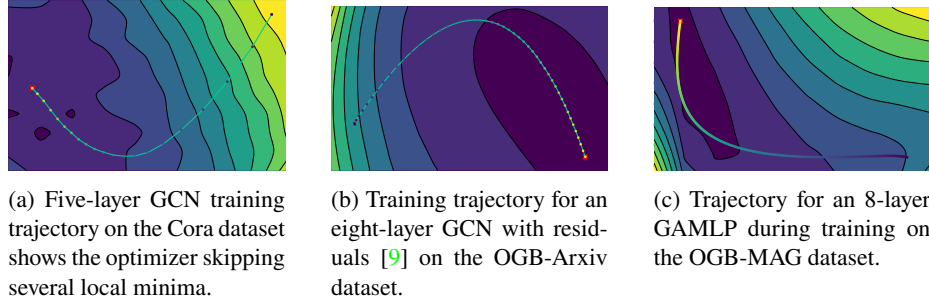 (a) Five-layer GCN training
trajectory on the Cora dataset
shows the optimizer skipping
several local minima.
(b) Training trajectory for an
eight-layer GCN with resid-
uals [9] on the OGB-Arxiv
dataset.
(c) Trajectory for an 8-layer
GAMLP during training on
the OGB-MAG dataset.